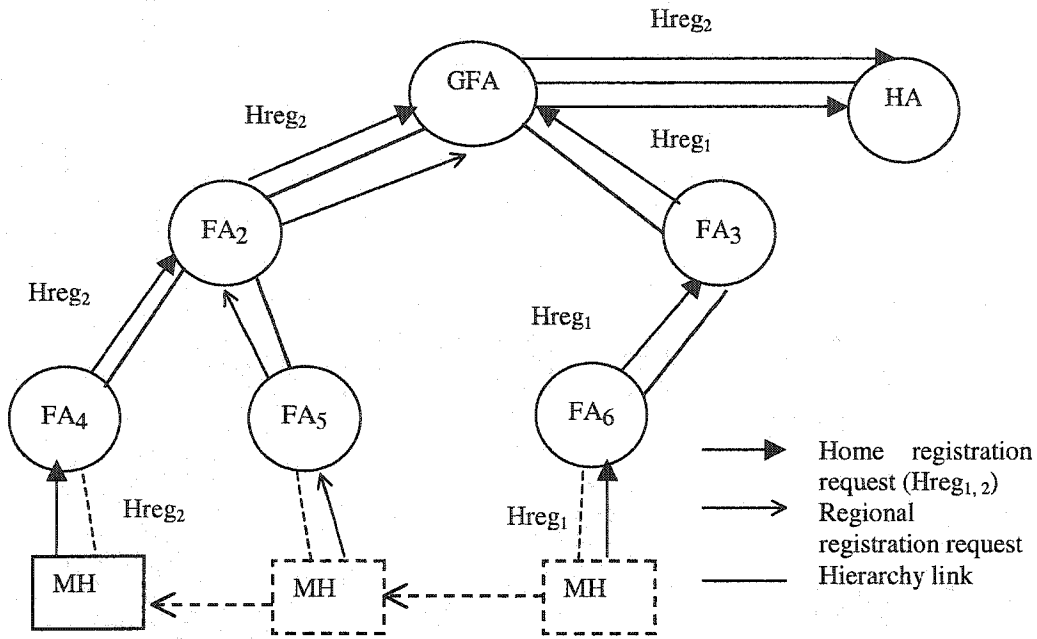 Hreg₂
GFA
HA
Hreg₂
Hreg₁
FA₂
FA₃
Hreg₂
Hreg₁
FA₄
FA₅
FA₆
Home registration
request (Hreg₁, ₂)
Regional
registration request
Hierarchy link
Hreg₂
Hreg₁
MH
MH
MH